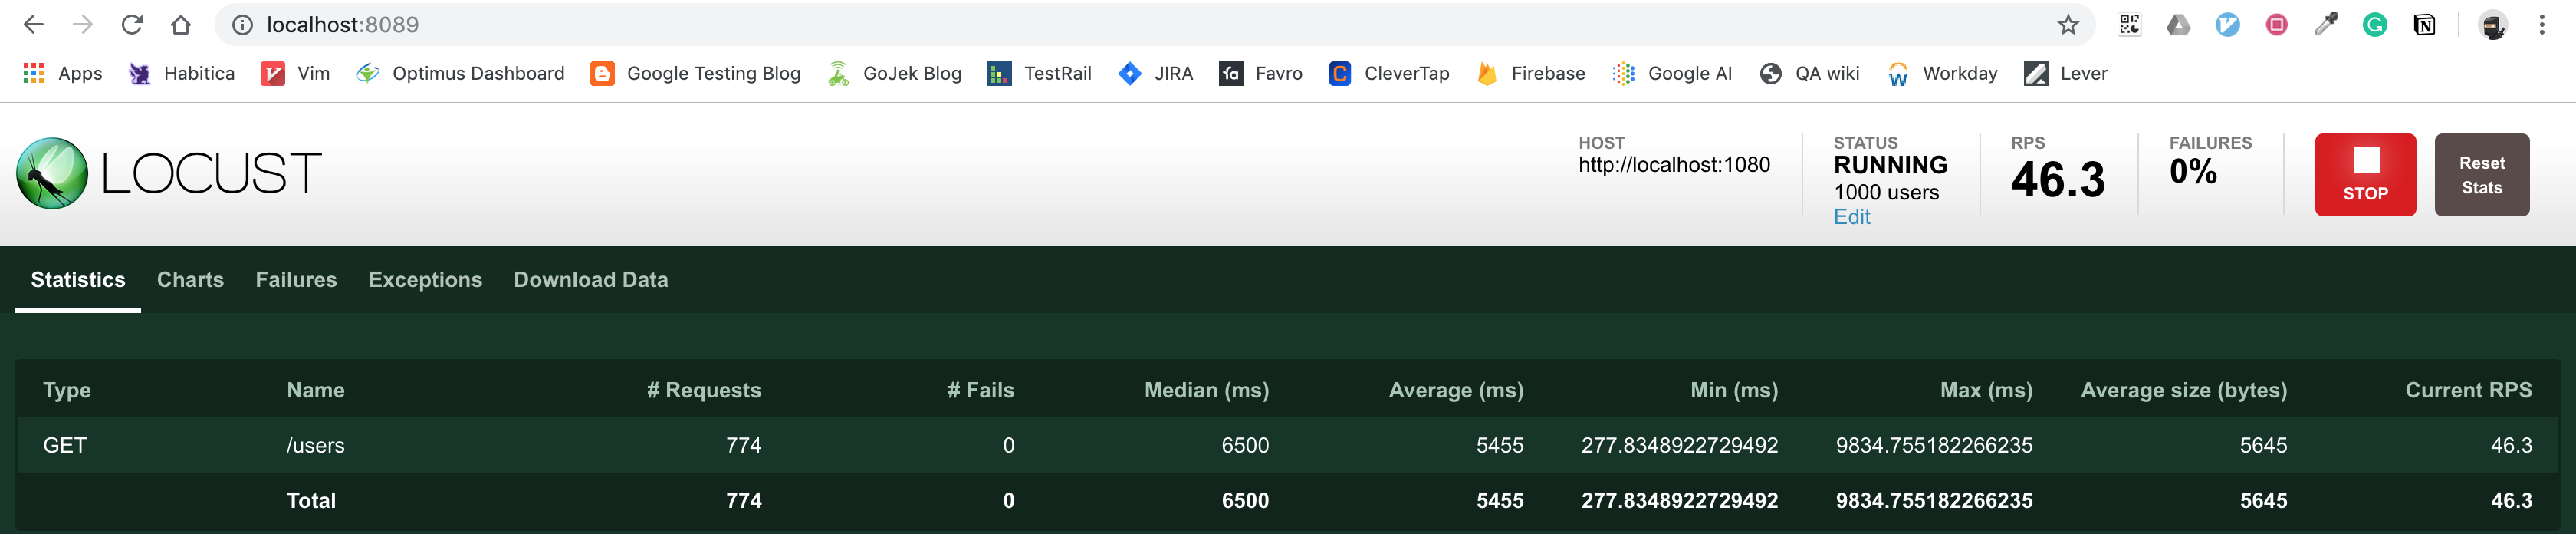 localhost:8089
Apps Habitica Vim Optimus Dashboard Google Testing Blog GoJek Blog TestRail JIRA Favro CleverTap Firebase Google AI QA wiki Workday Lever
LOCUST
HOST
http://localhost:1080
STATUS
RUNNING
1000 users
Edit
RPS
46.3
FAILURES
0%
STOP
Reset
Stats
Statistics Charts Failures Exceptions Download Data
Type Name # Requests # Fails Median (ms) Average (ms) Min (ms) Max (ms) Average size (bytes) Current RPS
GET /users 774 0 6500 5455 277.8348922729492 9834.755182266235 5645 46.3
Total 774 0 6500 5455 277.8348922729492 9834.755182266235 5645 46.3